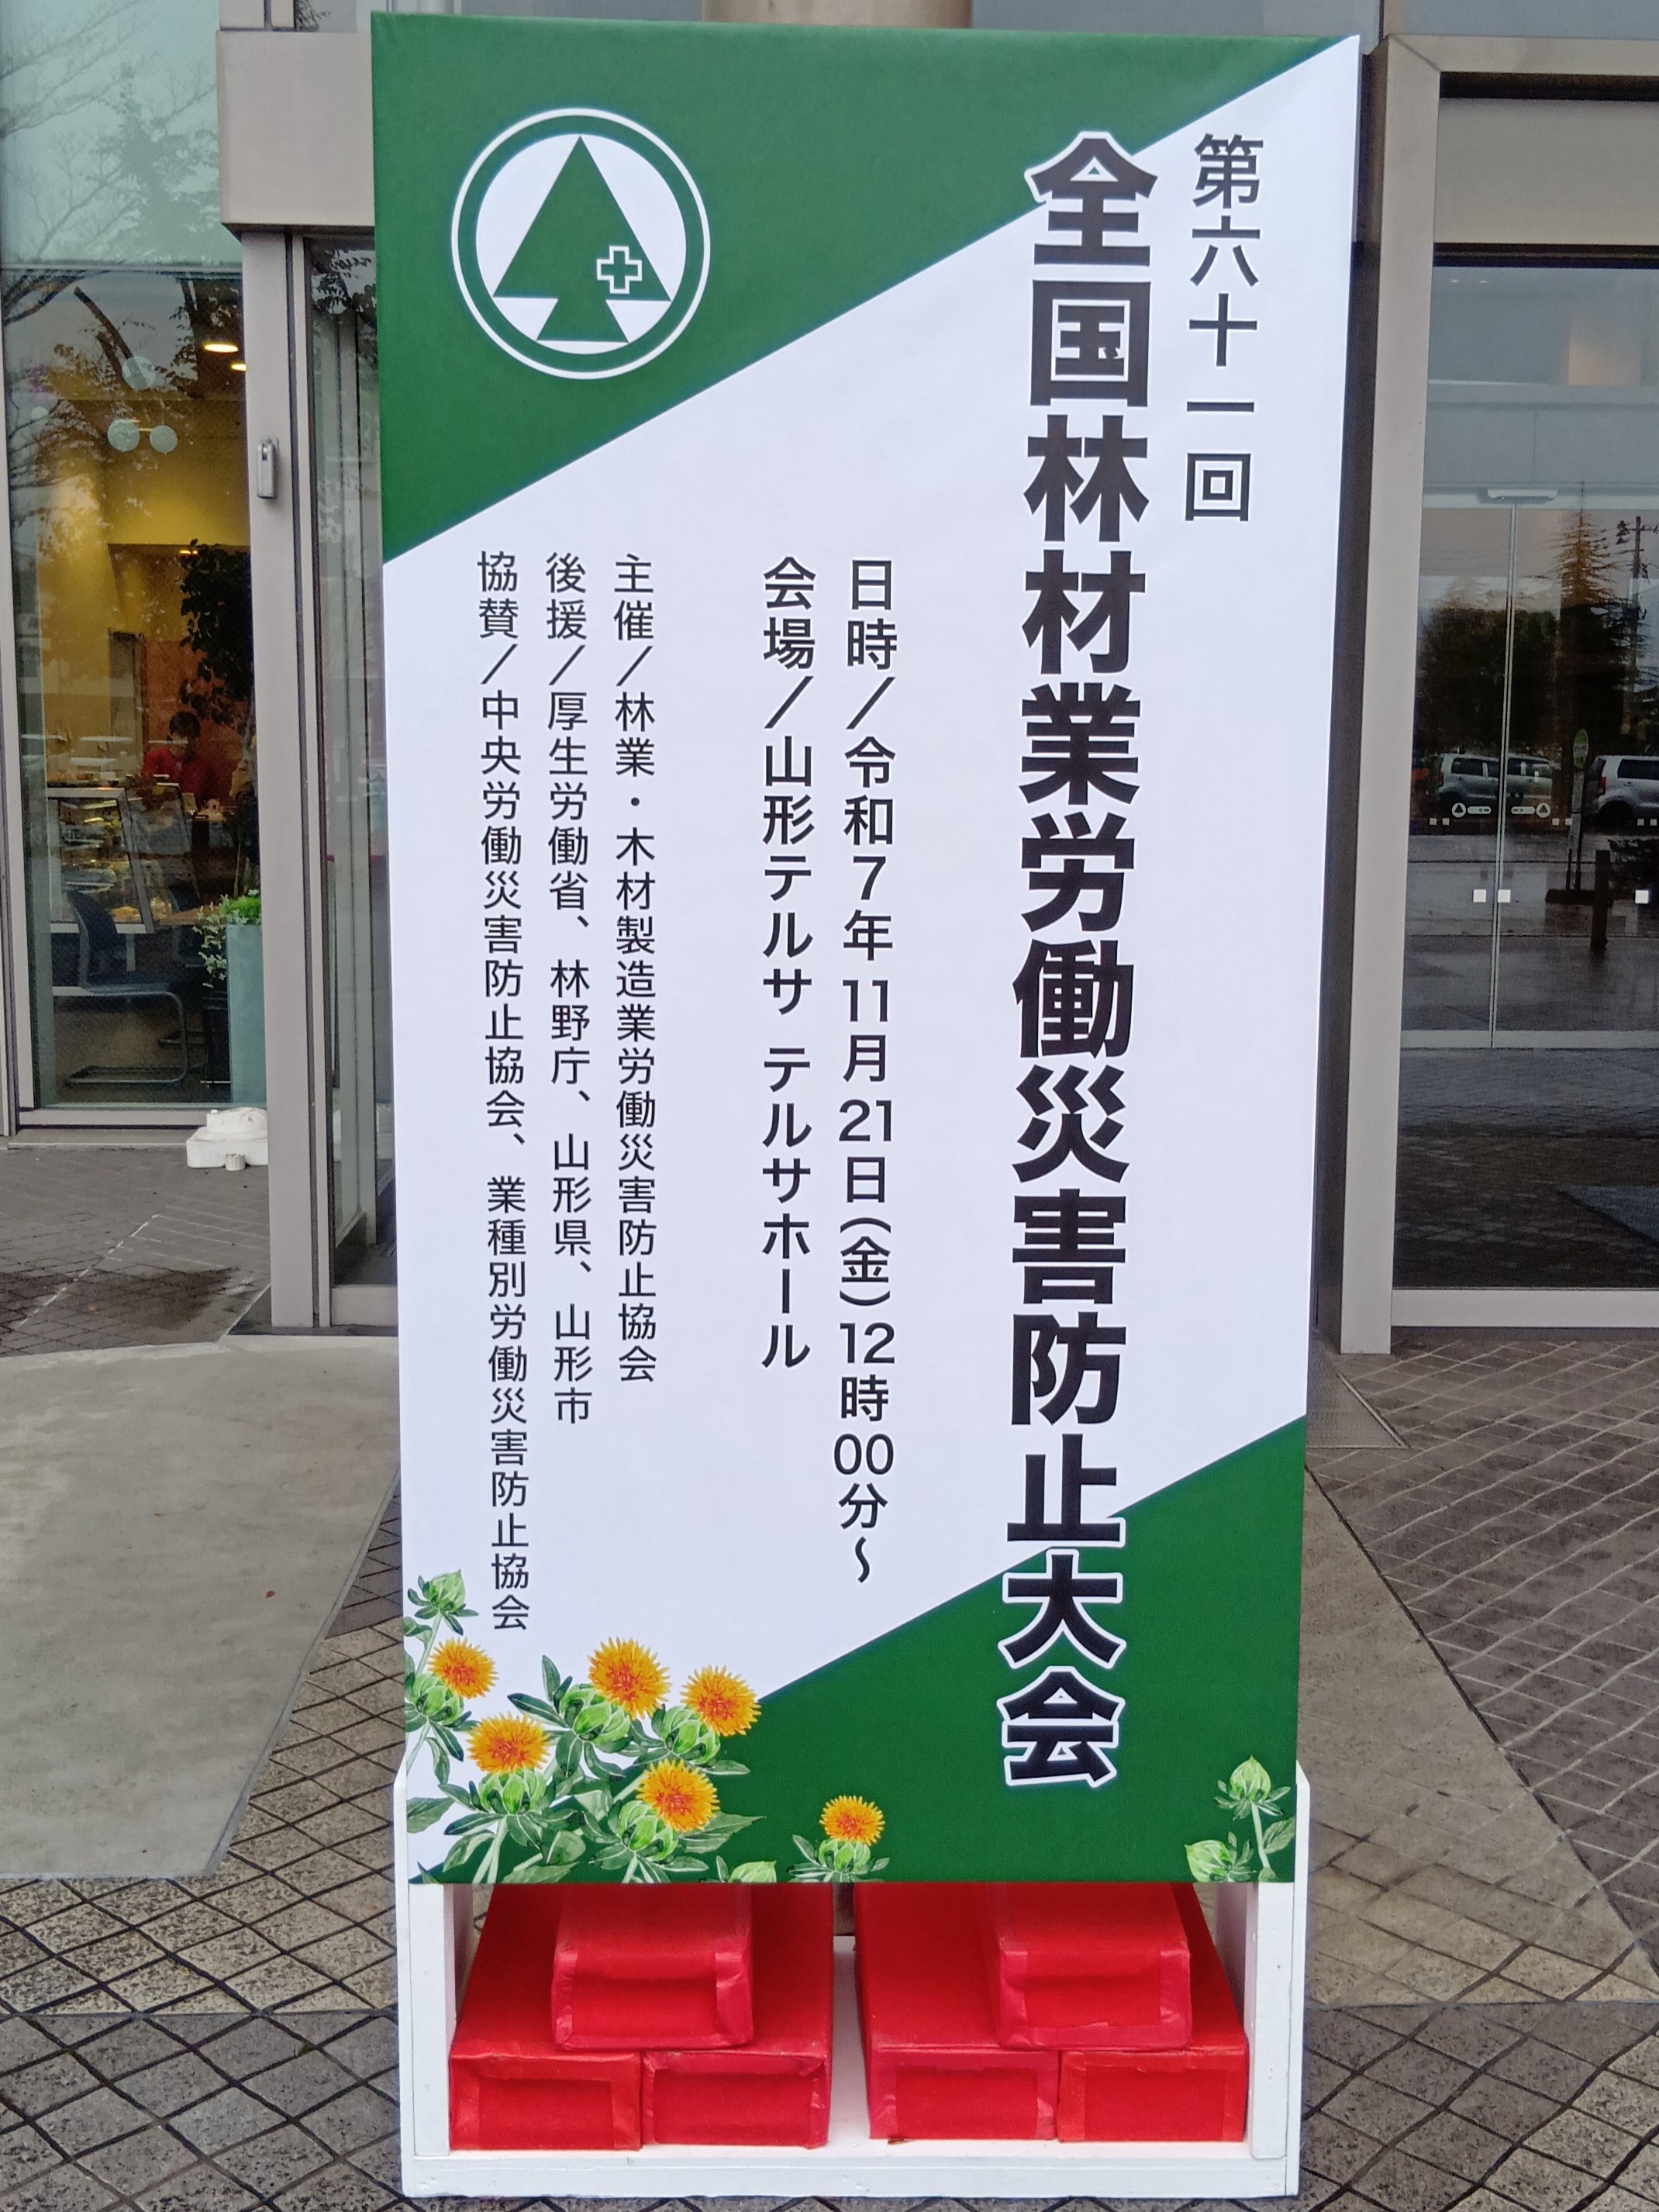 第六十一回
全国林材業労働災害防止大会
日時／令和7年11月21日(金)12時00分～
会場／山形テルサ テルサホール
主催／林業・木材製造業労働災害防止協会
後援／厚生労働省、林野庁、山形県、山形市
協賛／中央労働災害防止協会、業種別労働災害防止協会